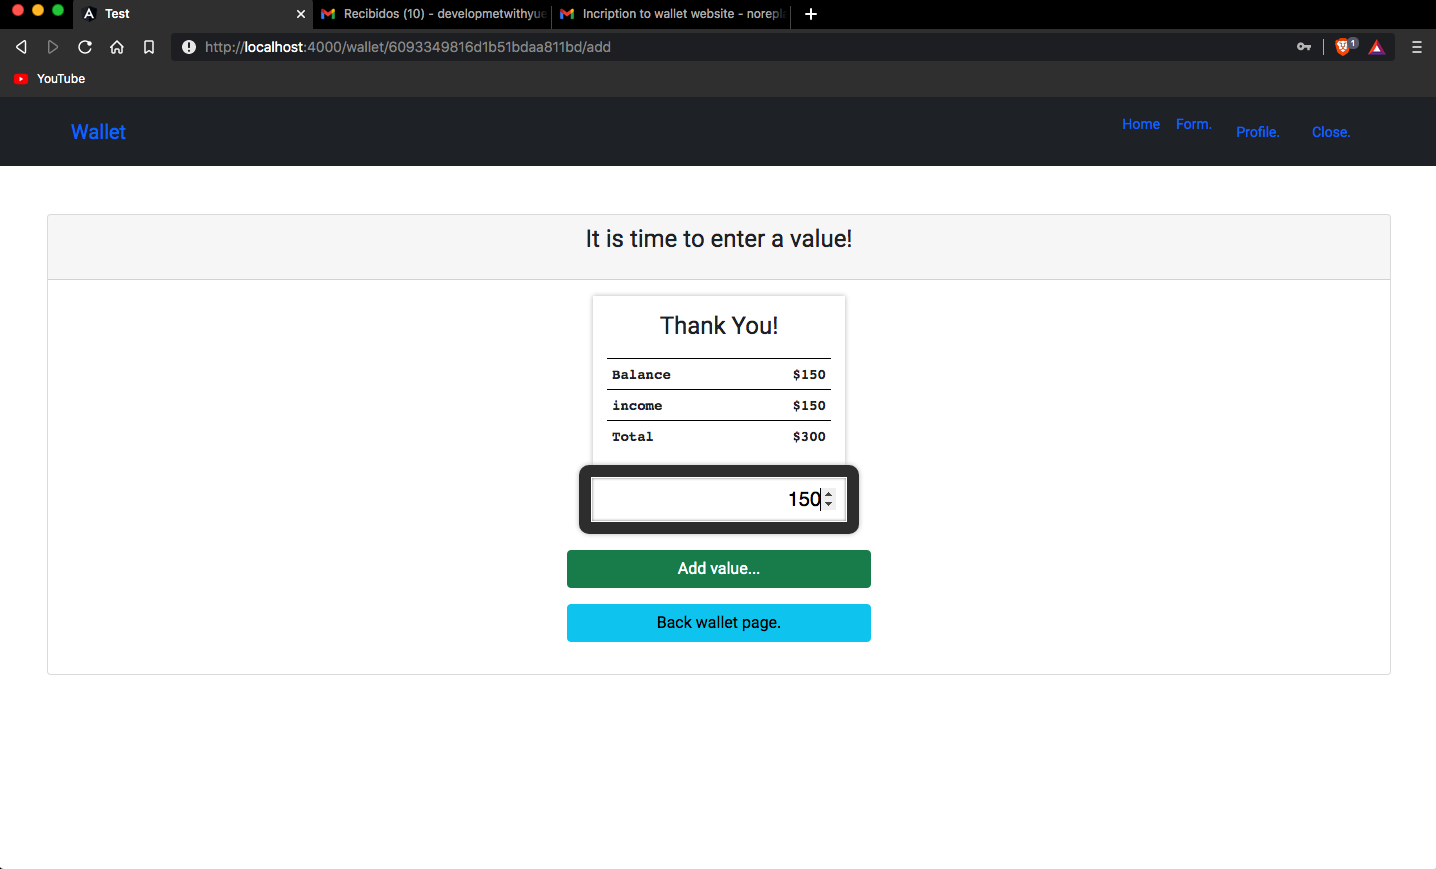 Test
Recibidos (10) - developmetwithyue
Incription to wallet website - norepl
http://localhost:4000/wallet/6093349816d1b51bdaa811bd/add
1
YouTube
Wallet
Home Form. Profile. Close.
It is time to enter a value!
Thank You!
Balance $150
income $150
Total $300
150
Add value...
Back wallet page.